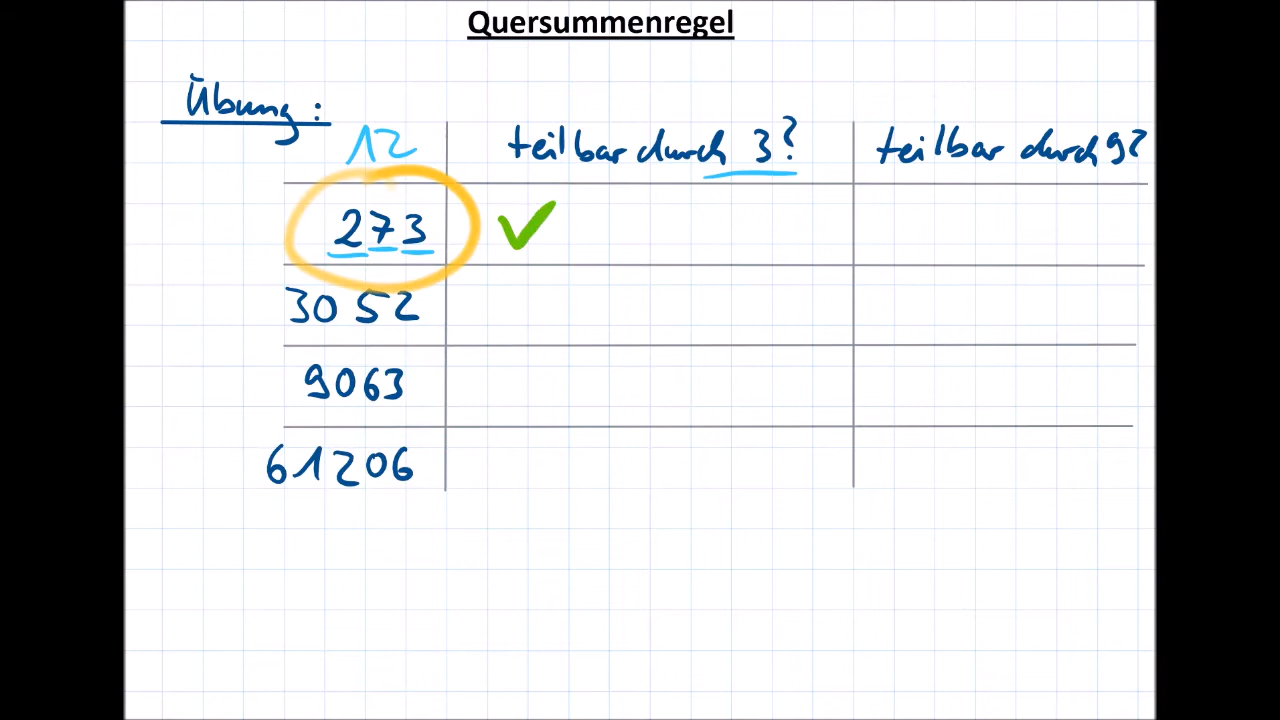 Quersummenregel
Übung:
12 teilbar durch 3? teilbar durch 9?
273 ✓
3052
9063
61206